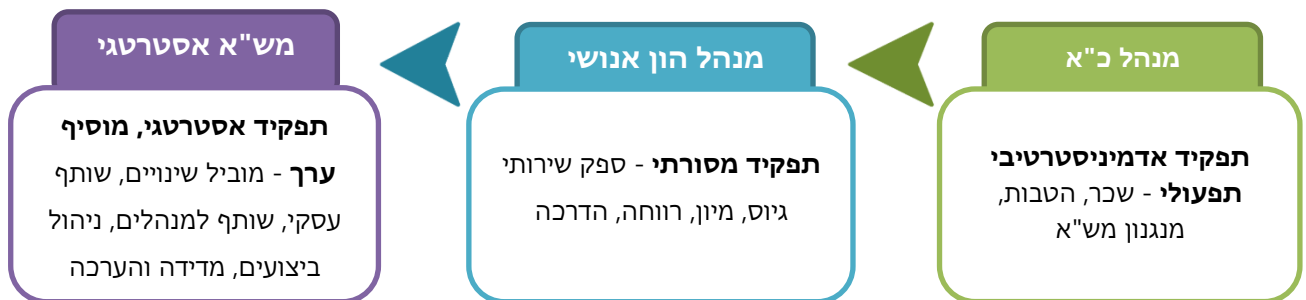 מנהל כ"א
תפקיד אדמיניסטרטיבי
תפעולי - שכר, הטבות,
מנגנון מש"א
מנהל הון אנושי
תפקיד מסורתי - ספק שירותי
גיוס, מיון, רווחה, הדרכה
מש"א אסטרטגי
תפקיד אסטרטגי, מוסיף
ערך - מוביל שינויים, שותף
עסקי, שותף למנהלים, ניהול
ביצועים, מדידה והערכה